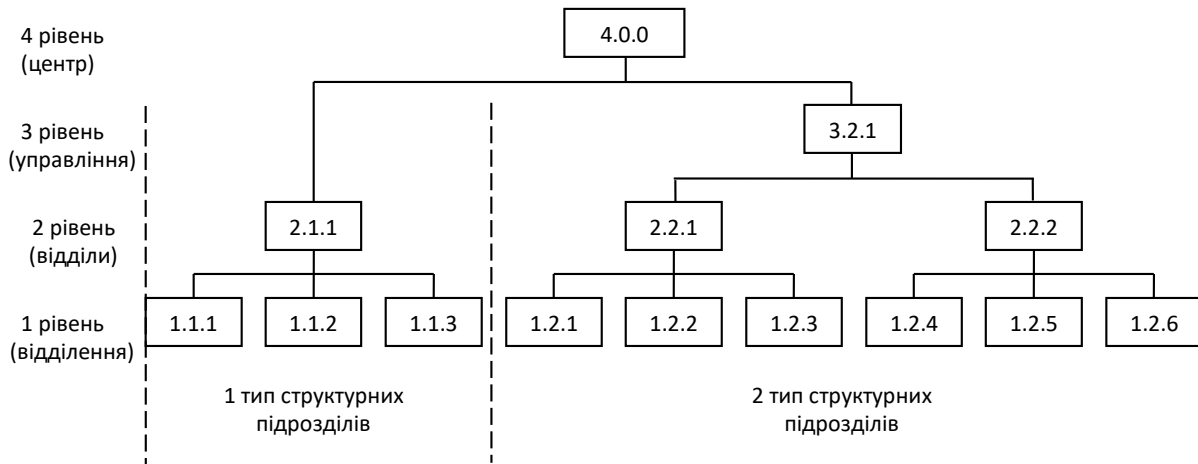 4 рівень
(центр)
4.0.0
3 рівень
(управління)
3.2.1
2 рівень
(відділи)
2.1.1
2.2.1
2.2.2
1 рівень
(відділення)
1.1.1
1.1.2
1.1.3
1.2.1
1.2.2
1.2.3
1.2.4
1.2.5
1.2.6
1 тип структурних
підрозділів
2 тип структурних
підрозділів